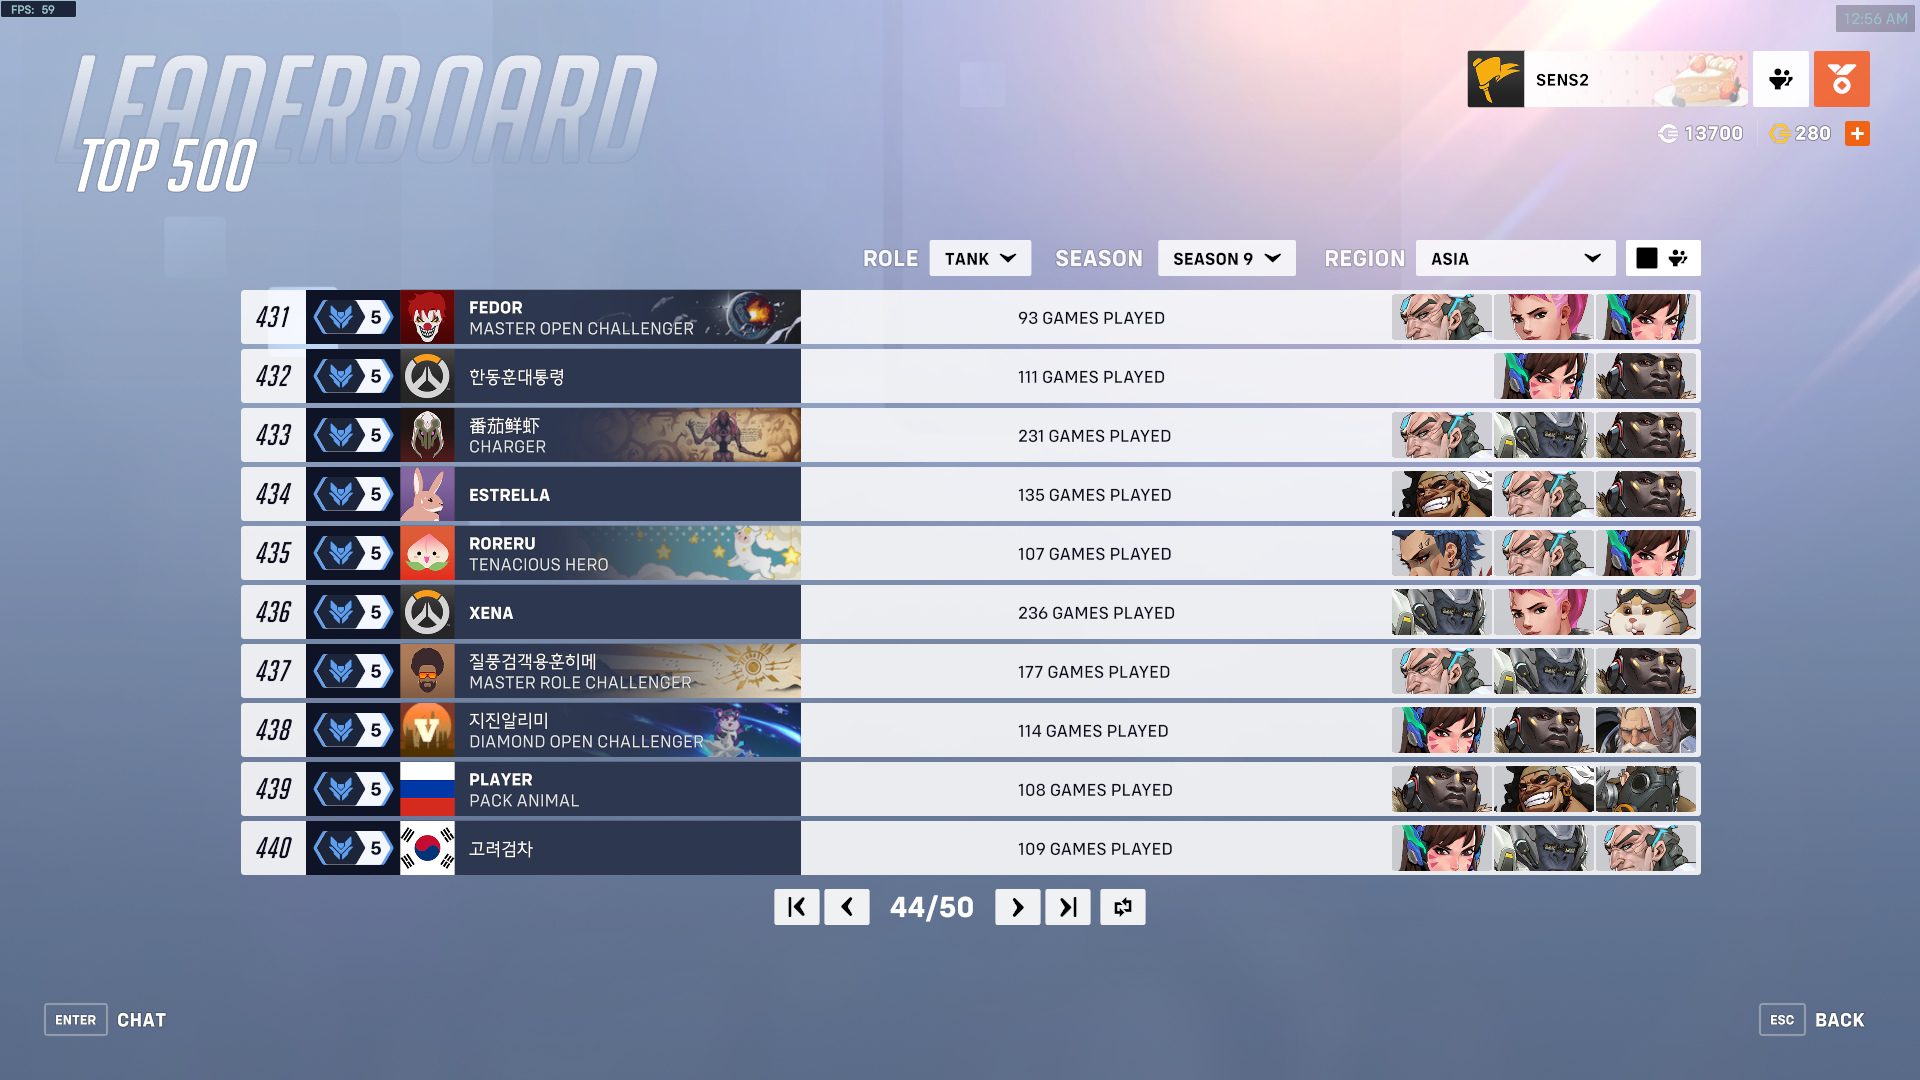 FPS: 59
12:56 AM
LEADERBOARD
TOP 500
SENS2
13700
280
ROLE
TANK
SEASON
SEASON 9
REGION
ASIA
431
5
FEDOR
MASTER OPEN CHALLENGER
93 GAMES PLAYED
432
5
한동훈대통령
111 GAMES PLAYED
433
5
番茄鲜虾
CHARGER
231 GAMES PLAYED
434
5
ESTRELLA
135 GAMES PLAYED
435
5
RORERU
TENACIOUS HERO
107 GAMES PLAYED
436
5
XENA
236 GAMES PLAYED
437
5
질풍검객용훈히메
MASTER ROLE CHALLENGER
177 GAMES PLAYED
438
5
V
지진알리미
DIAMOND OPEN CHALLENGER
114 GAMES PLAYED
439
5
PLAYER
PACK ANIMAL
108 GAMES PLAYED
440
5
고려검차
109 GAMES PLAYED
44/50
ENTER
CHAT
ESC
BACK